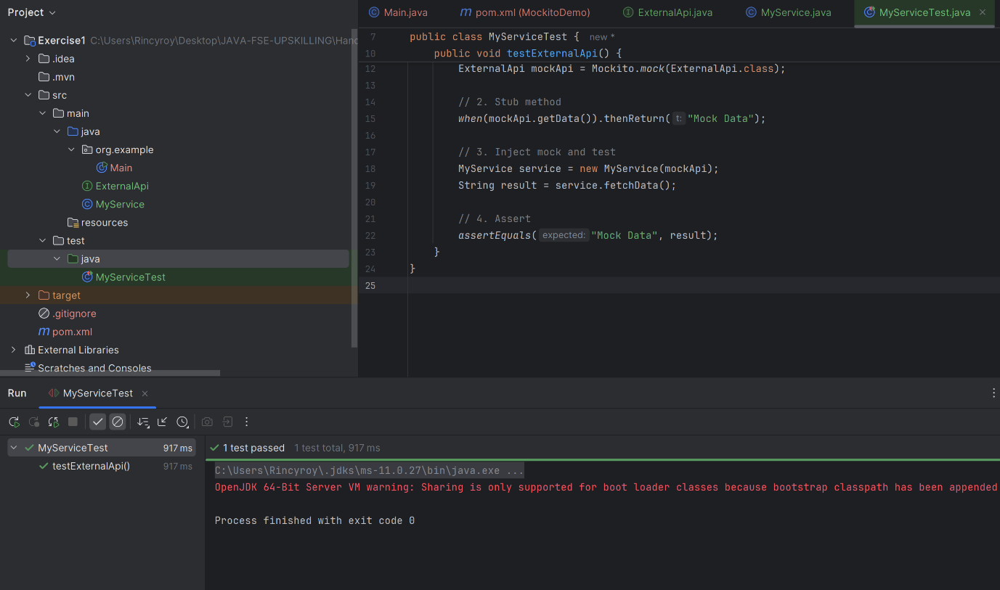 Project
Main.java
pom.xml (MockitoDemo)
ExternalApi.java
MyService.java
MyServiceTest.java
Exercise1 C:\Users\Rincyroy\Desktop\JAVA-FSE-UPSKILLING\Hand
.idea
.mvn
src
main
java
org.example
Main
ExternalApi
MyService
resources
test
java
MyServiceTest
target
.gitignore
pom.xml
External Libraries
Scratches and Consoles
7 public class MyServiceTest { new *
10 public void testExternalApi() {
12 ExternalApi mockApi = Mockito.mock(ExternalApi.class);
13
14 // 2. Stub method
15 when(mockApi.getData()).thenReturn( t: "Mock Data");
16
17 // 3. Inject mock and test
18 MyService service = new MyService(mockApi);
19 String result = service.fetchData();
20
21 // 4. Assert
22 assertEquals( expected: "Mock Data", result);
23 }
24 }
25
Run
MyServiceTest
MyServiceTest 917 ms
testExternalApi() 917 ms
1 test passed 1 test total, 917 ms
C:\Users\Rincyroy\.jdks\ms-11.0.27\bin\java.exe ...
OpenJDK 64-Bit Server VM warning: Sharing is only supported for boot loader classes because bootstrap classpath has been appended
Process finished with exit code 0